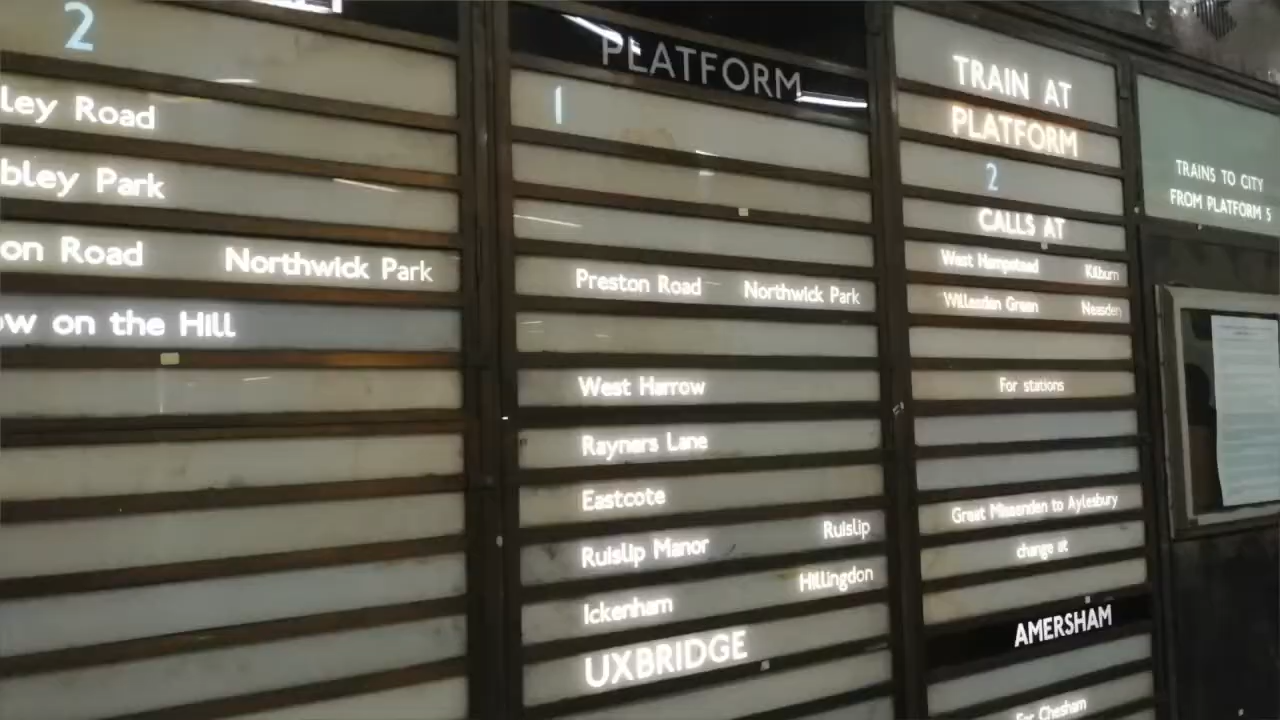 2
ley Road
bley Park
on Road Northwick Park
ow on the Hill
PLATFORM
1
Preston Road Northwick Park
West Harrow
Rayners Lane
Eastcote
Ruislip Manor Ruislip
Ickenham Hillingdon
UXBRIDGE
TRAIN AT
PLATFORM
2
CALLS AT
West Hampstead Kilburn
Willesden Green Neasden
For stations
Great Missenden to Aylesbury
change at
AMERSHAM
For Chesham
TRAINS TO CITY
FROM PLATFORM 5